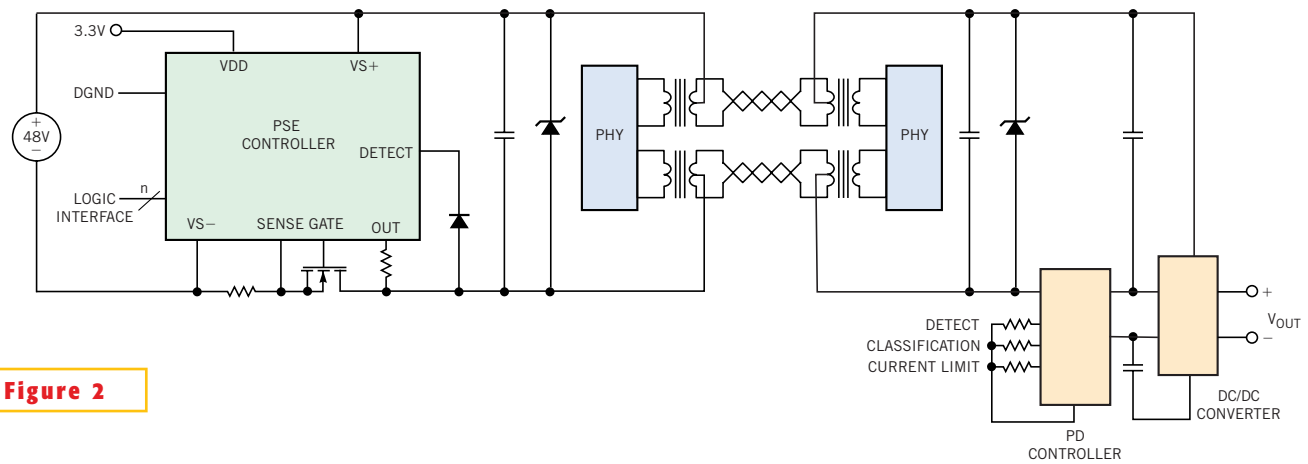 3.3V
VDD
VS+
DGND
+
48V
−
PSE
CONTROLLER
DETECT
n
LOGIC
INTERFACE
VS−
SENSE GATE
OUT
PHY
PHY
DETECT
CLASSIFICATION
CURRENT LIMIT
+
VOUT
−
DC/DC
CONVERTER
PD
CONTROLLER
Figure 2